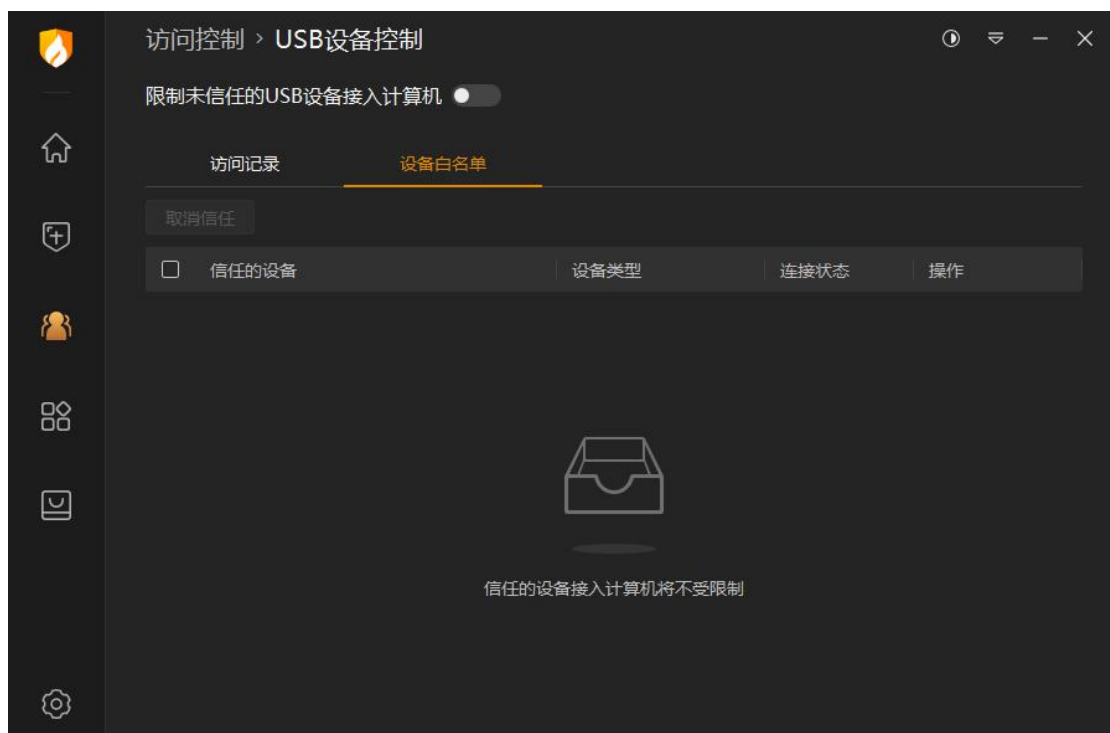 访问控制 › USB设备控制
限制未信任的USB设备接入计算机
访问记录 设备白名单
取消信任
信任的设备 设备类型 连接状态 操作
信任的设备接入计算机将不受限制